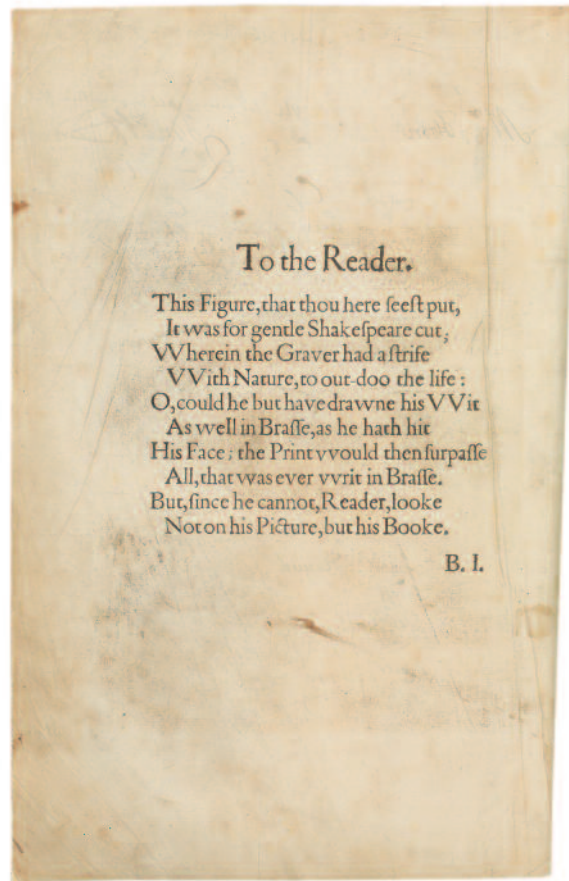 To the Reader.
This Figure, that thou here ſeeſt put,
It was for gentle Shakeſpeare cut;
VVherein the Graver had a ſtrife
VVith Nature, to out-doo the life :
O, could he but have drawne his VVit
As well in Braſſe, as he hath hit
His Face; the Print vvould then ſurpaſſe
All, that was ever vvrit in Braſſe.
But, ſince he cannot, Reader, looke
Not on his Picture, but his Booke.
B. I.